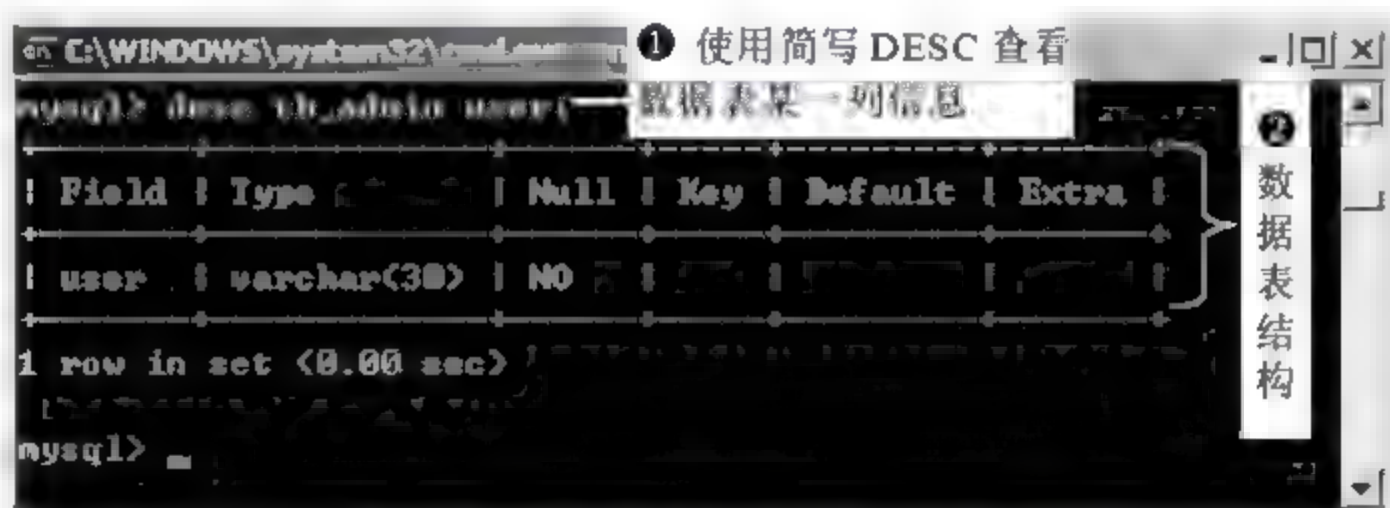 C:\WINDOWS\system32\cmd.
❶ 使用简写 DESC 查看
数据表某一列信息
mysql> desc tb_admin user;
❷ 数据表结构
| Field | Type | Null | Key | Default | Extra |
| user | varchar(30) | NO | | | |
1 row in set (0.00 sec)
mysql>